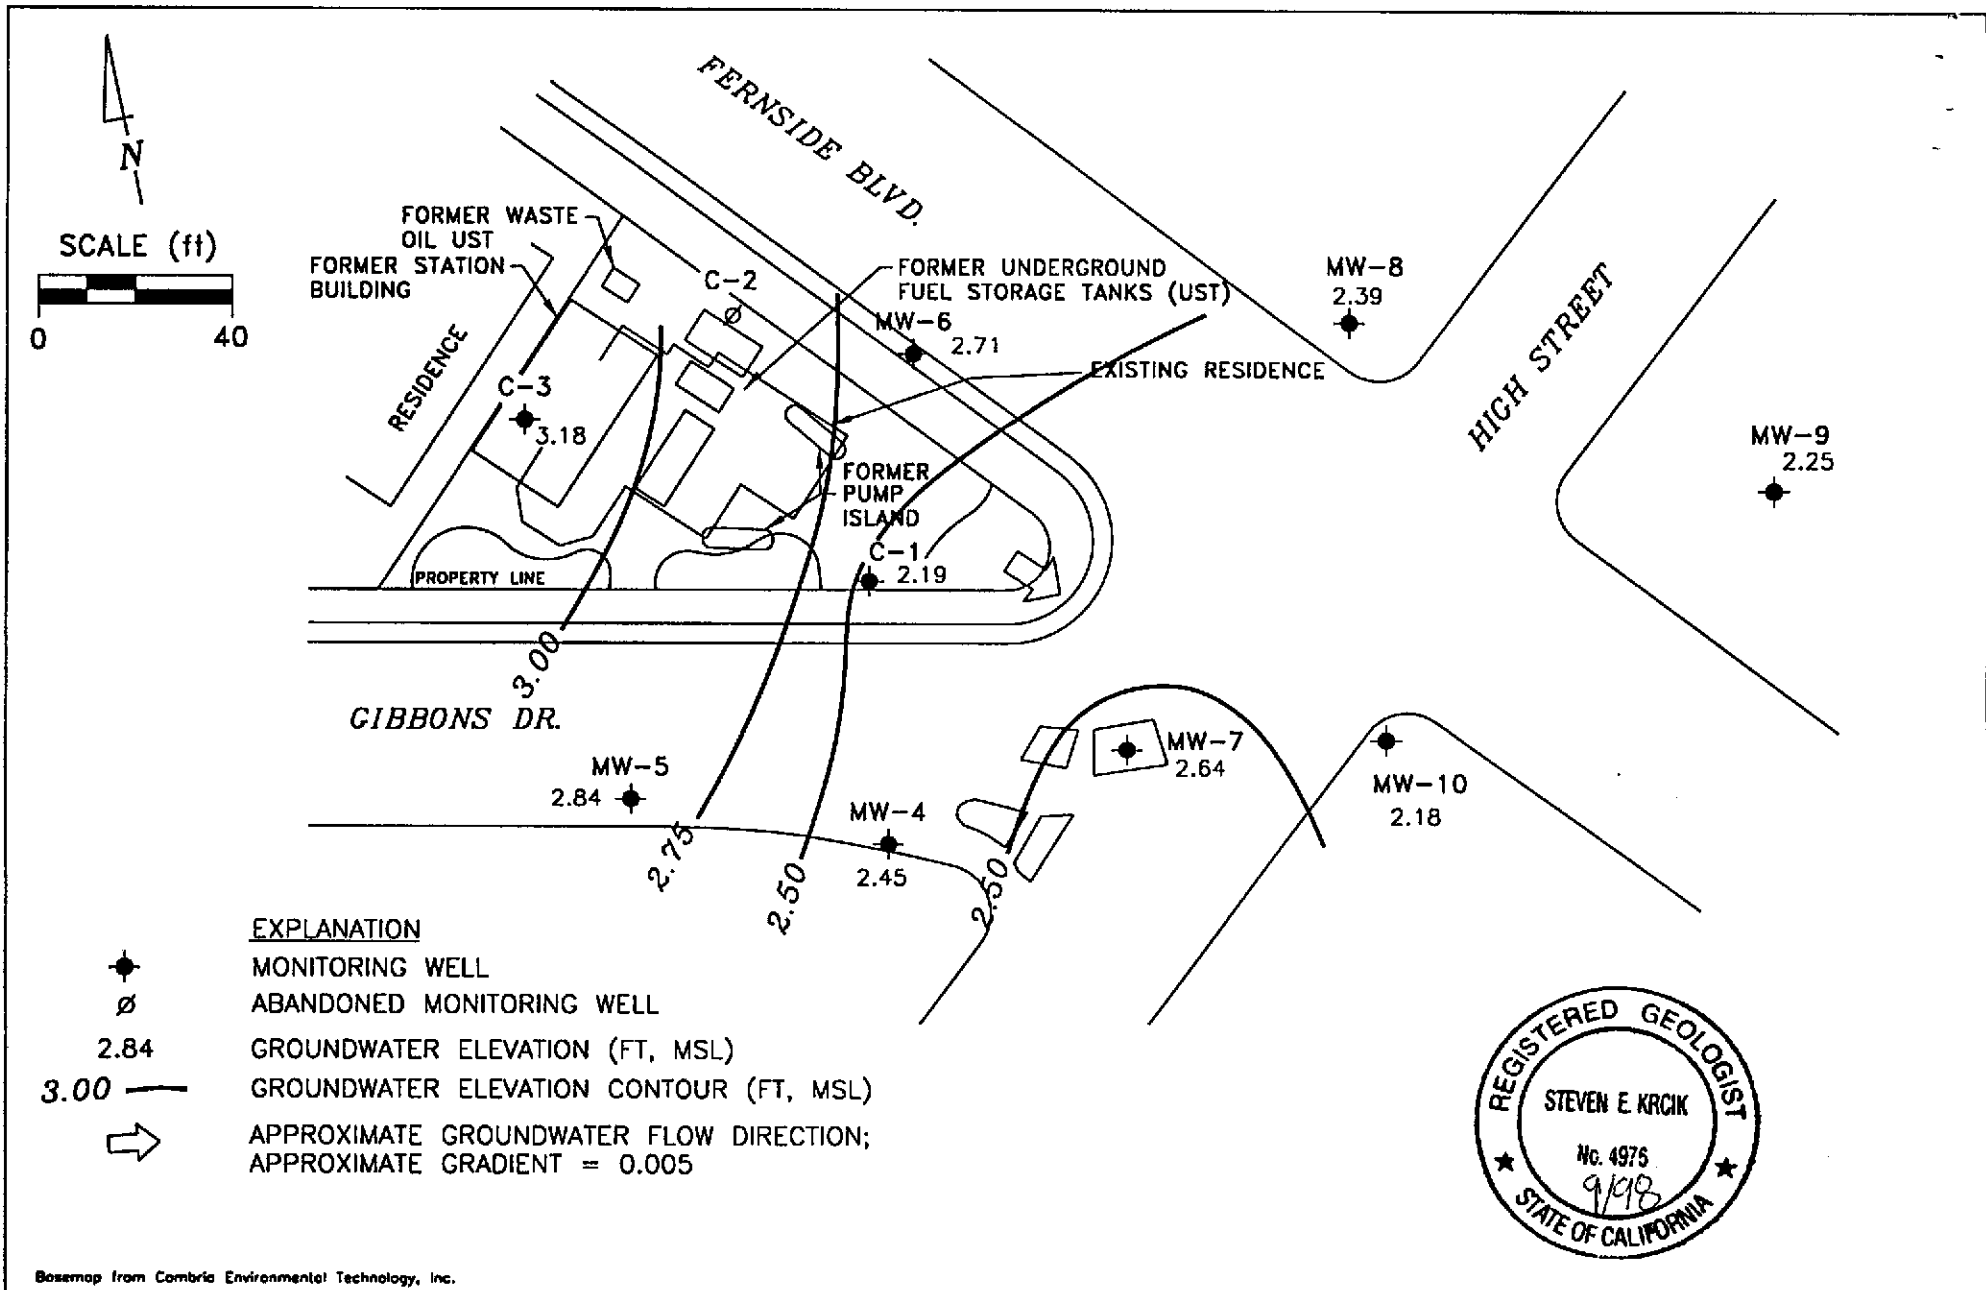 N
SCALE (ft)
0 40
FERNSIDE BLVD.
FORMER WASTE
OIL UST
FORMER STATION
BUILDING
RESIDENCE
C-2
FORMER UNDERGROUND
FUEL STORAGE TANKS (UST)
MW-6
2.71
EXISTING RESIDENCE
MW-8
2.39
HIGH STREET
MW-9
2.25
C-3
3.18
FORMER
PUMP
ISLAND
C-1
2.19
PROPERTY LINE
3.00
GIBBONS DR.
MW-5
2.84
2.75
2.50
MW-4
2.45
2.50
MW-7
2.64
MW-10
2.18
EXPLANATION
MONITORING WELL
ABANDONED MONITORING WELL
2.84 GROUNDWATER ELEVATION (FT, MSL)
3.00 GROUNDWATER ELEVATION CONTOUR (FT, MSL)
APPROXIMATE GROUNDWATER FLOW DIRECTION;
APPROXIMATE GRADIENT = 0.005
REGISTERED GEOLOGIST
STEVEN E. KRCIK
No. 4976
9/98
STATE OF CALIFORNIA
Basemap from Cambria Environmental Technology, Inc.